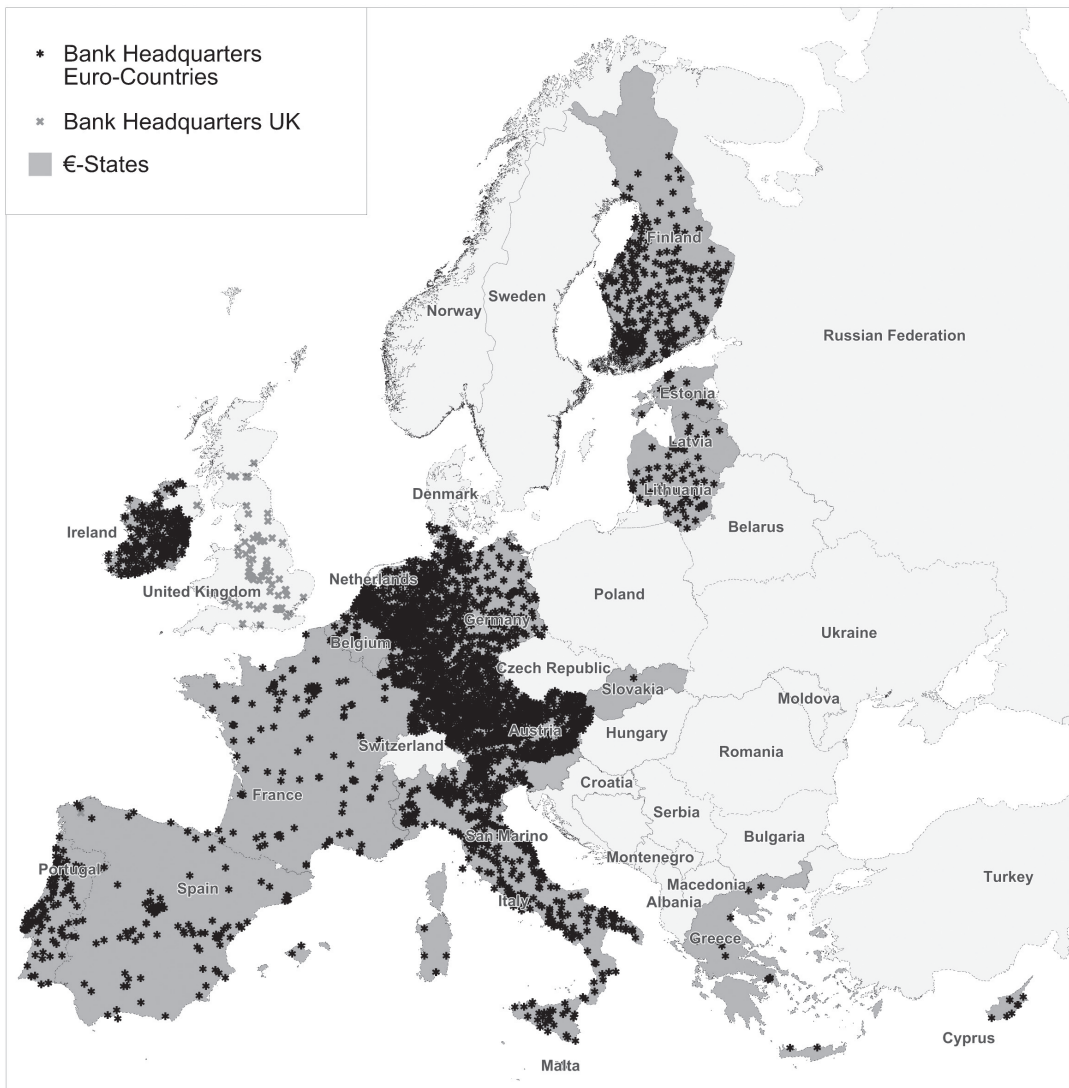 Bank Headquarters
Euro-Countries
Bank Headquarters UK
€-States
Finland
Norway
Sweden
Russian Federation
Estonia
Latvia
Lithuania
Denmark
Belarus
Ireland
United Kingdom
Netherlands
Poland
Germany
Ukraine
Belgium
Czech Republic
Slovakia
Moldova
Austria
Hungary
Switzerland
Romania
Croatia
France
Serbia
San Marino
Bulgaria
Montenegro
Portugal
Spain
Macedonia
Turkey
Albania
Italy
Greece
Cyprus
Malta